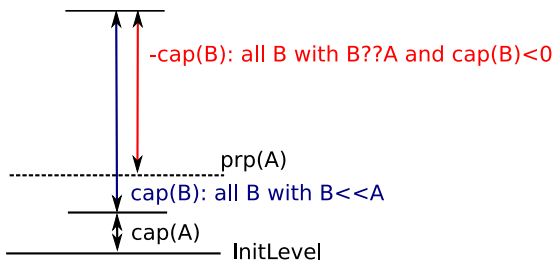 -cap(B): all B with B??A and cap(B)<0
prp(A)
cap(B): all B with B<<A
cap(A)
InitLevel